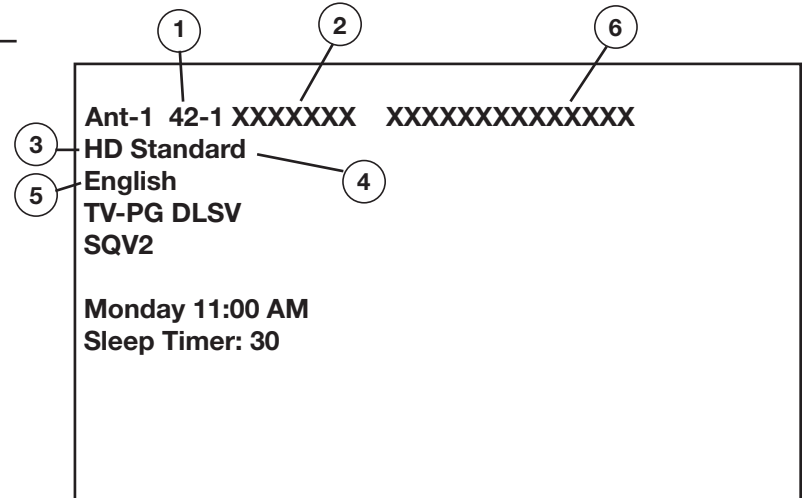 1 2 6
Ant-1 42-1 XXXXXXX XXXXXXXXXXXXXX
3 HD Standard 4
5 English
TV-PG DLSV
SQV2
Monday 11:00 AM
Sleep Timer: 30